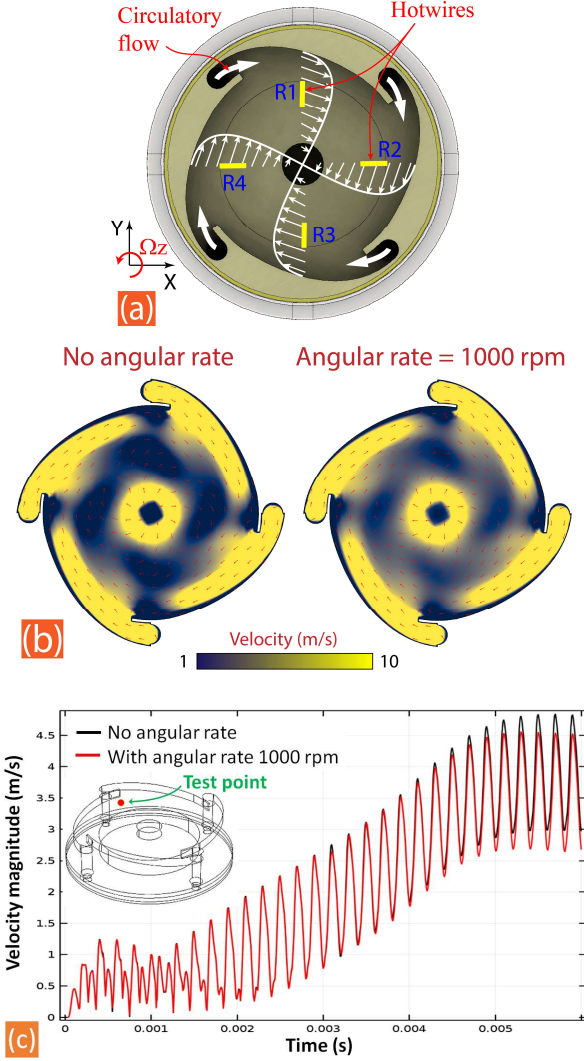 Circulatory
flow
Hotwires
R1
R2
R4
R3
Y
Ωz
X
(a)
No angular rate
Angular rate = 1000 rpm
(b)
Velocity (m/s)
1
10
No angular rate
With angular rate 1000 rpm
Test point
Velocity magnitude (m/s)
4.5
4
3.5
3
2.5
2
1.5
1
0.5
0
0
0.001
0.002
0.003
0.004
0.005
(c)
Time (s)